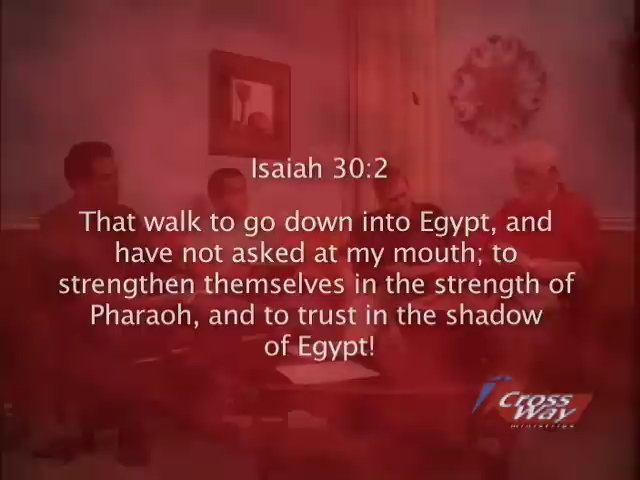 Isaiah 30:2
That walk to go down into Egypt, and
have not asked at my mouth; to
strengthen themselves in the strength of
Pharaoh, and to trust in the shadow
of Egypt!
Cross
Way
ministries